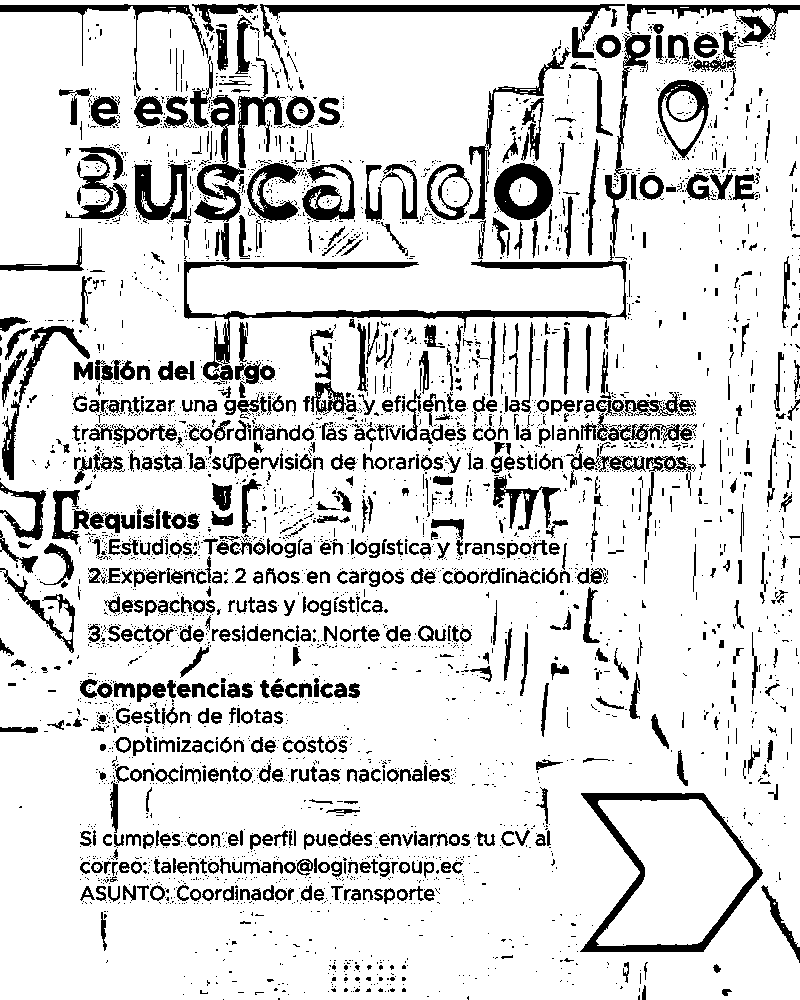 Loginet
GROUP
Te estamos
Buscando
UIO- GYE
Misión del Cargo
Garantizar una gestión fluida y eficiente de las operaciones de
transporte, coordinando las actividades con la planificación de
rutas hasta la supervisión de horarios y la gestión de recursos.
Requisitos
1.Estudios: Tecnología en logística y transporte
2.Experiencia: 2 años en cargos de coordinación de
despachos, rutas y logística.
3.Sector de residencia: Norte de Quito
Competencias técnicas
• Gestión de flotas
• Optimización de costos
• Conocimiento de rutas nacionales
Si cumples con el perfil puedes enviarnos tu CV al
correo: talentohumano@loginetgroup.ec
ASUNTO: Coordinador de Transporte